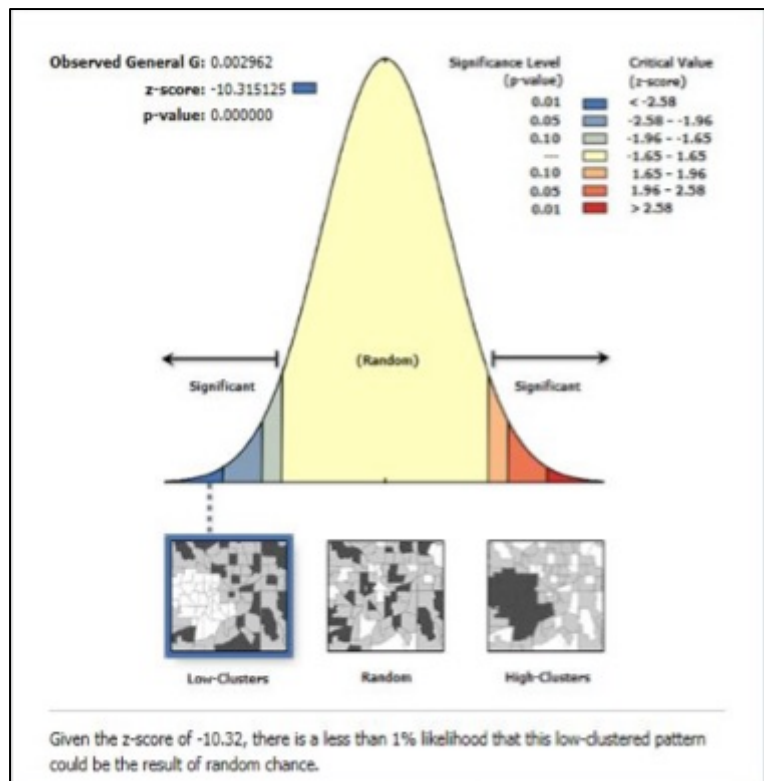 Observed General G: 0.002962
z-score: -10.315125
p-value: 0.000000
Significance Level Critical Value
(p-value) (z-score)
0.01 < -2.58
0.05 -2.58 - -1.96
0.10 -1.96 - -1.65
--- -1.65 - 1.65
0.10 1.65 - 1.96
0.05 1.96 - 2.58
0.01 > 2.58
(Random)
Significant Significant
Low-Clusters Random High-Clusters
Given the z-score of -10.32, there is a less than 1% likelihood that this low-clustered pattern
could be the result of random chance.